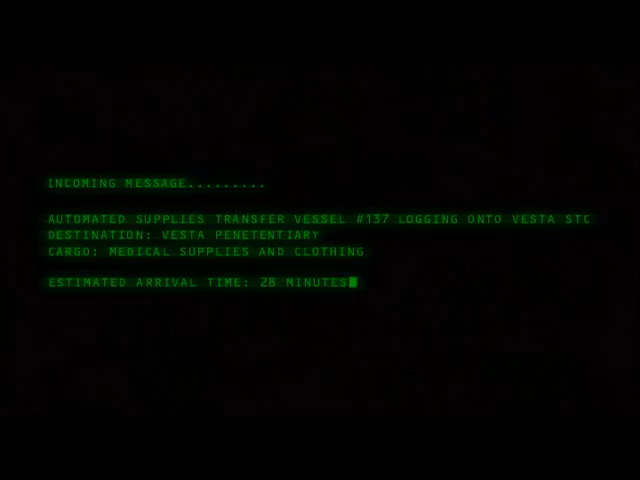 INCOMING MESSAGE.........
AUTOMATED SUPPLIES TRANSFER VESSEL #137 LOGGING ONTO VESTA STC
DESTINATION: VESTA PENETENTIARY
CARGO: MEDICAL SUPPLIES AND CLOTHING
ESTIMATED ARRIVAL TIME: 28 MINUTES